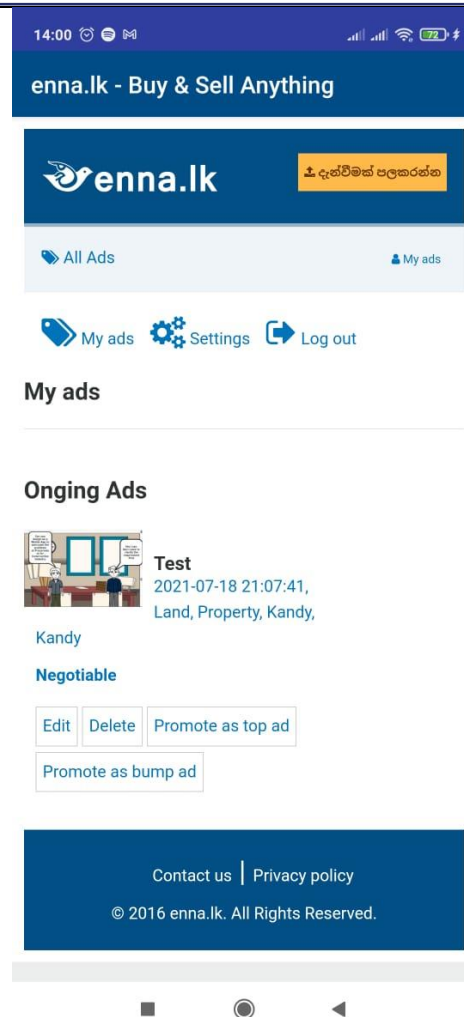 14:00 72
enna.lk - Buy & Sell Anything
enna.lk
දැන්වීමක් පලකරන්න
All Ads My ads
My ads Settings Log out
My ads
Onging Ads
Test
2021-07-18 21:07:41,
Land, Property, Kandy,
Kandy
Negotiable
Edit Delete Promote as top ad
Promote as bump ad
Contact us | Privacy policy
© 2016 enna.lk. All Rights Reserved.